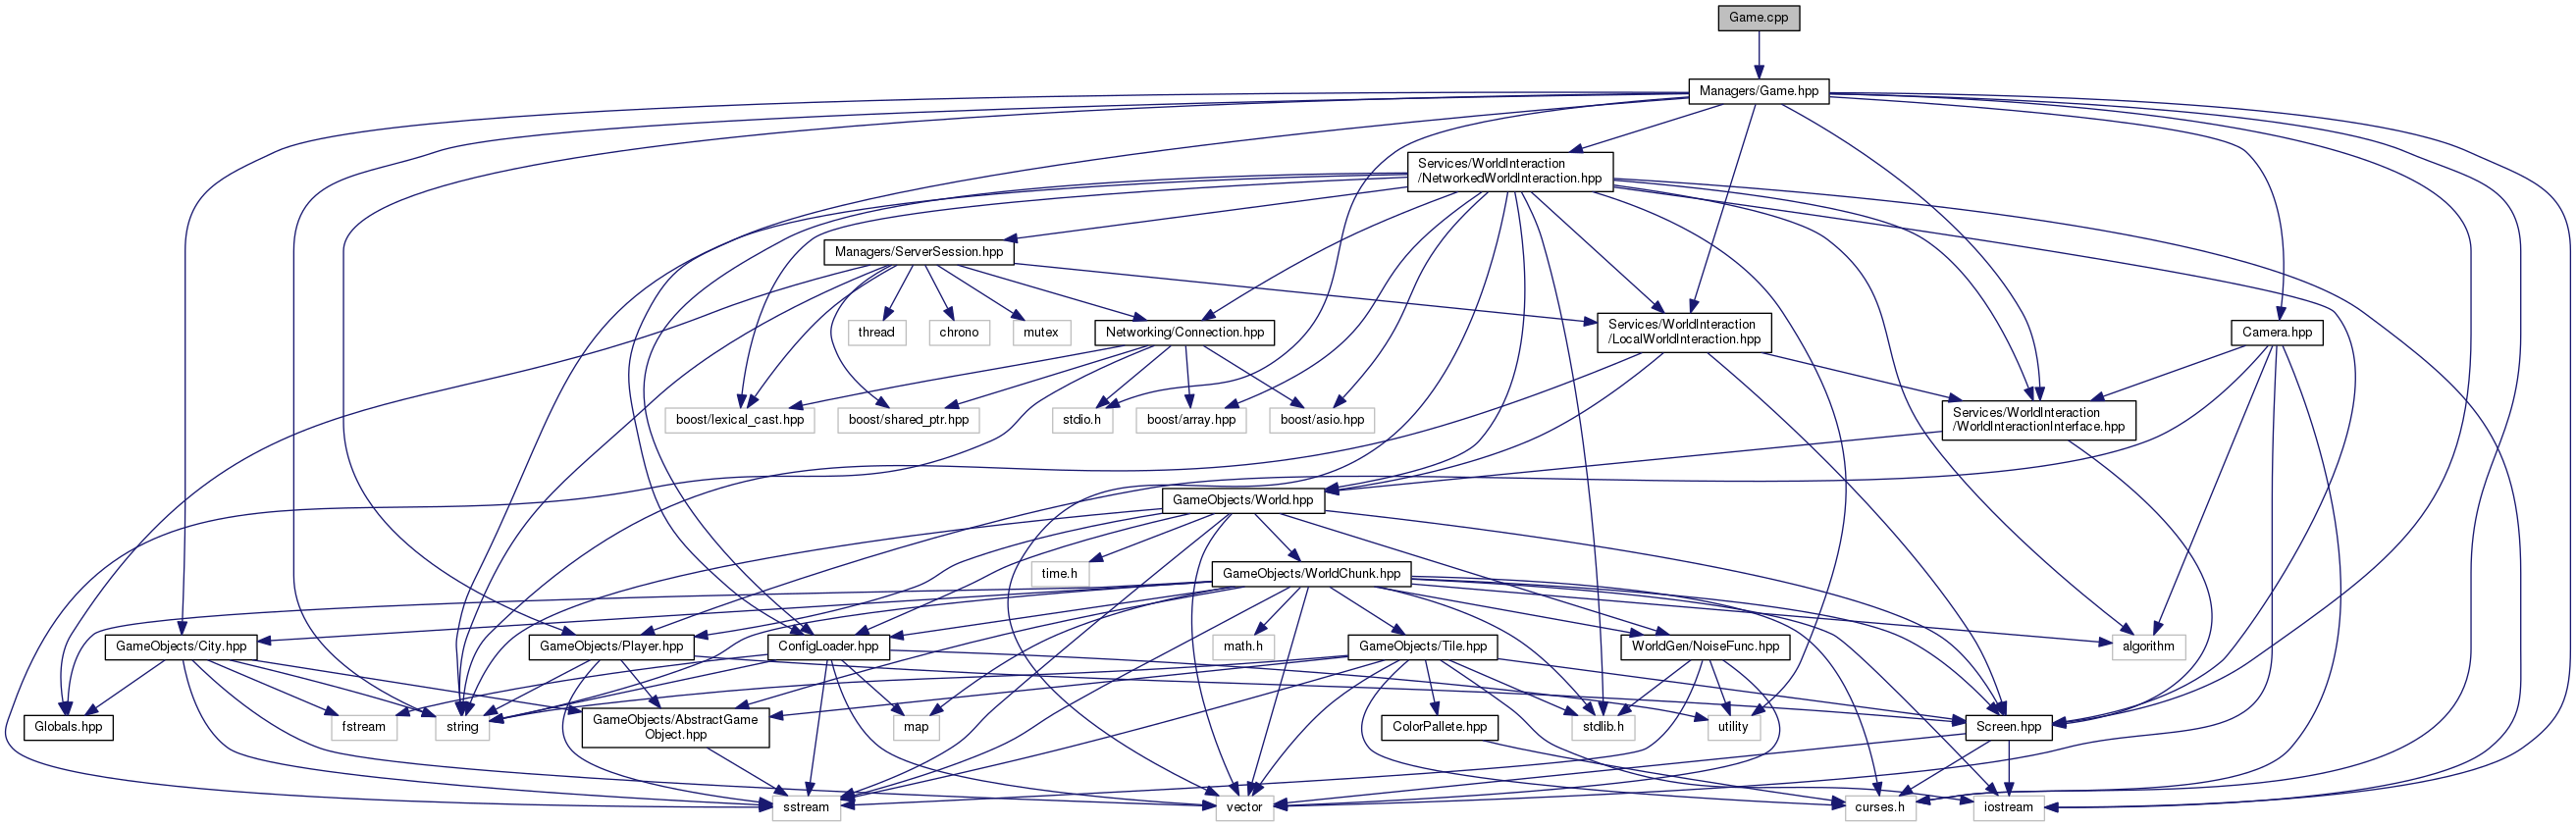 Game.cpp
Managers/Game.hpp
Services/WorldInteraction
/NetworkedWorldInteraction.hpp
Managers/ServerSession.hpp
thread
chrono
mutex
Networking/Connection.hpp
Services/WorldInteraction
/LocalWorldInteraction.hpp
Camera.hpp
boost/lexical_cast.hpp
boost/shared_ptr.hpp
stdio.h
boost/array.hpp
boost/asio.hpp
Services/WorldInteraction
/WorldInteractionInterface.hpp
GameObjects/World.hpp
time.h
GameObjects/WorldChunk.hpp
GameObjects/City.hpp
GameObjects/Player.hpp
ConfigLoader.hpp
math.h
GameObjects/Tile.hpp
WorldGen/NoiseFunc.hpp
algorithm
Globals.hpp
fstream
string
GameObjects/AbstractGame
Object.hpp
map
ColorPallete.hpp
stdlib.h
utility
Screen.hpp
sstream
vector
curses.h
iostream